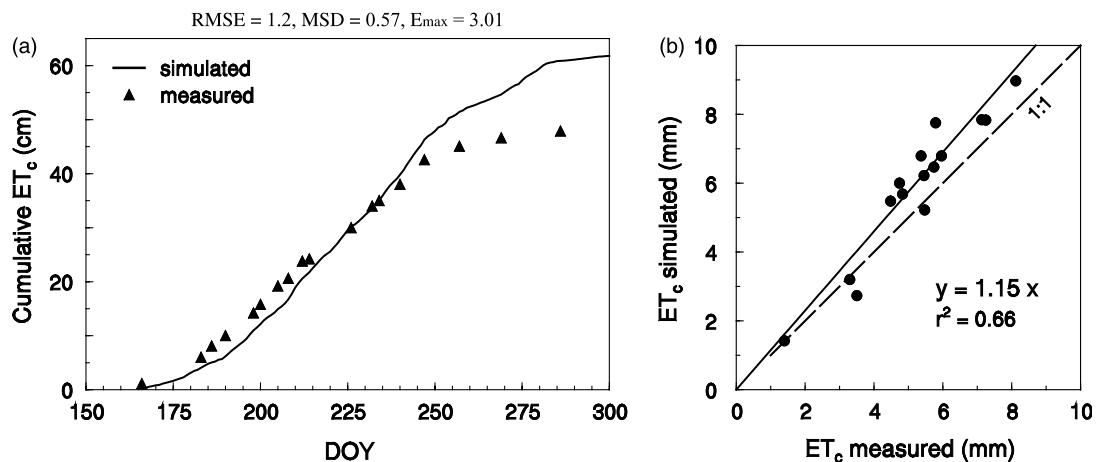 RMSE = 1.2, MSD = 0.57, Emax = 3.01
(a)
simulated
measured
Cumulative ETc (cm)
60
40
20
0
150 175 200 225 250 275 300
DOY
(b)
ETc simulated (mm)
10
8
6
4
2
0
1:1
y = 1.15 x
r² = 0.66
0 2 4 6 8 10
ETc measured (mm)